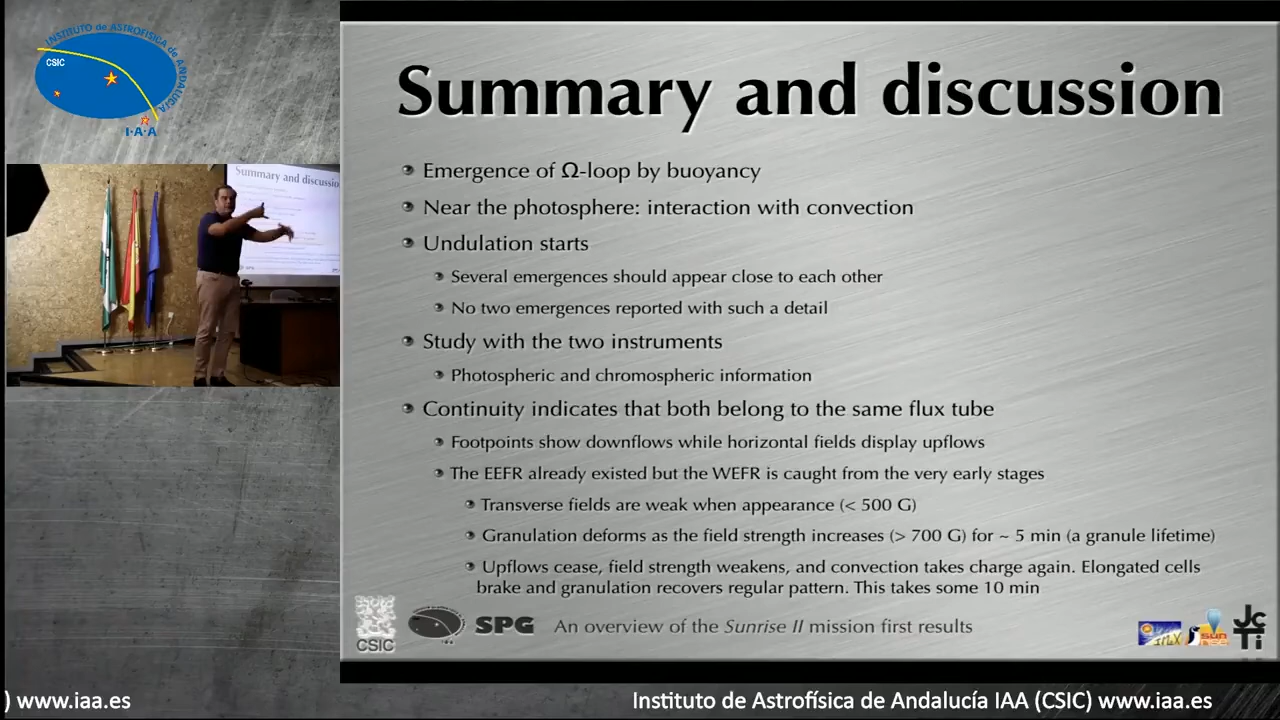 INSTITUTO de ASTROFÍSICA de ANDALUCÍA
CSIC
I·A·A
Summary and discussion
Summary and discussio
Emergence of Ω-loop by buoyancy
Near the photosphere: interaction with convection
Undulation starts
Several emergences should appear close to each other
No two emergences reported with such a detail
Study with the two instruments
Photospheric and chromospheric information
Continuity indicates that both belong to the same flux tube
Footpoints show downflows while horizontal fields display upflows
The EEFR already existed but the WEFR is caught from the very early stages
Transverse fields are weak when appearance (< 500 G)
Granulation deforms as the field strength increases (> 700 G) for ~ 5 min (a granule lifetime)
Upflows cease, field strength weakens, and convection takes charge again. Elongated cells
brake and granulation recovers regular pattern. This takes some 10 min
CSIC
SPG
An overview of the Sunrise II mission first results
JcTi
) www.iaa.es
Instituto de Astrofísica de Andalucía IAA (CSIC) www.iaa.es